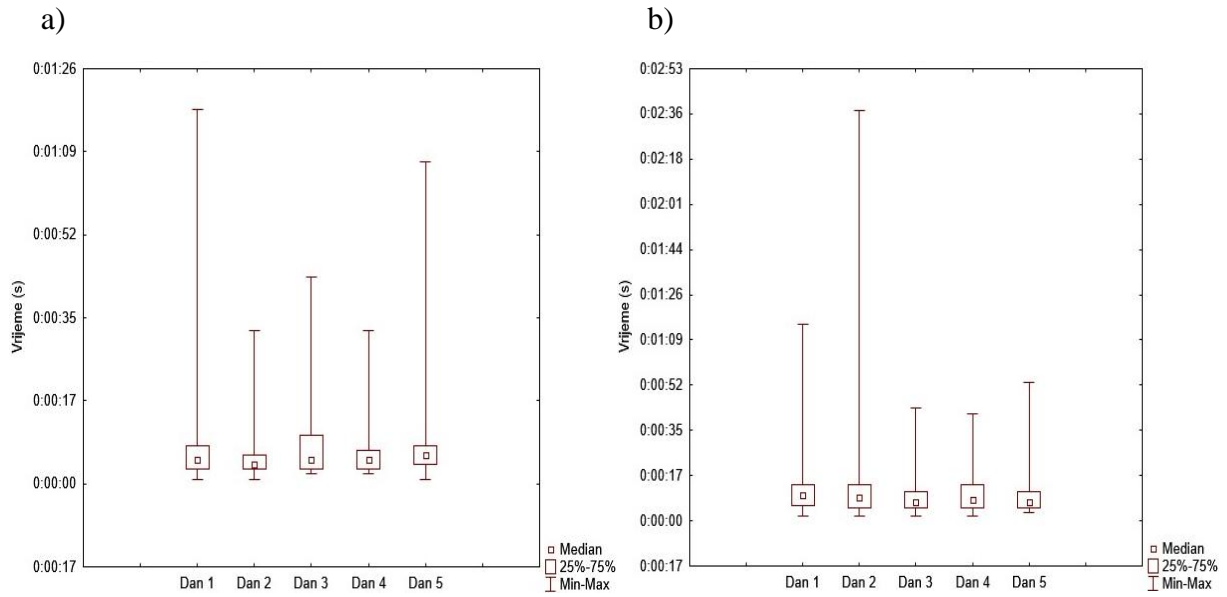 a)
0:01:26
0:01:09
0:00:52
0:00:35
0:00:17
0:00:00
0:00:17
Vrijeme (s)
Dan 1 Dan 2 Dan 3 Dan 4 Dan 5
Median
25%-75%
Min-Max
b)
0:02:53
0:02:36
0:02:18
0:02:01
0:01:44
0:01:26
0:01:09
0:00:52
0:00:35
0:00:17
0:00:00
0:00:17
Vrijeme (s)
Dan 1 Dan 2 Dan 3 Dan 4 Dan 5
Median
25%-75%
Min-Max